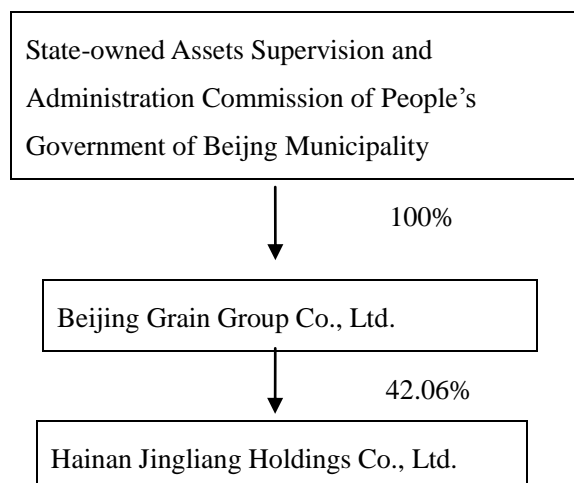 State-owned Assets Supervision and
Administration Commission of People’s
Government of Beijng Municipality
100%
Beijing Grain Group Co., Ltd.
42.06%
Hainan Jingliang Holdings Co., Ltd.